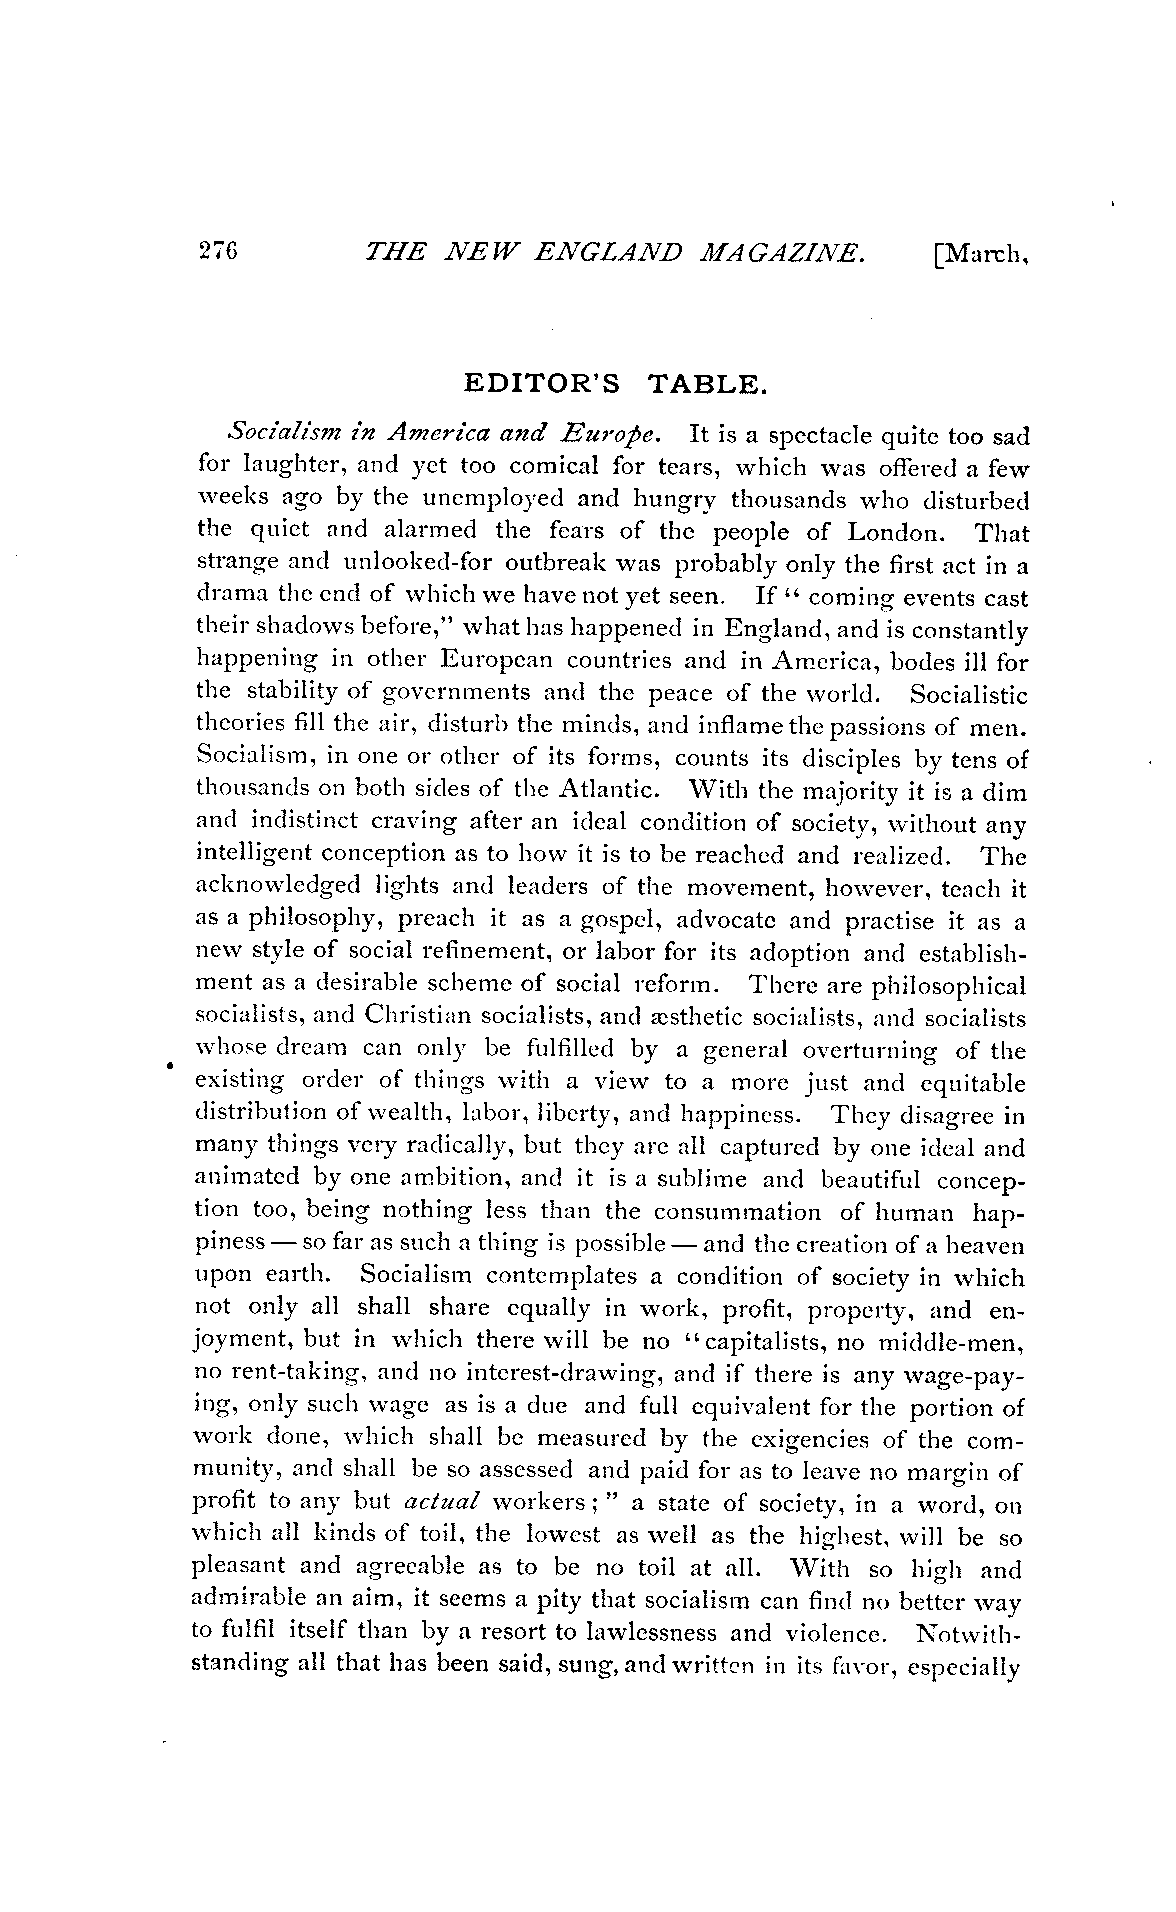 276 THE NEW ENGLAND MAGAZINE. [March,
EDITOR'S TABLE.
Socialism in America and Europe. It is a spectacle quite too sad
for laughter, and yet too comical for tears, which was offered a few
weeks ago by the unemployed and hungry thousands who disturbed
the quiet and alarmed the fears of the people of London. That
strange and unlooked-for outbreak was probably only the first act in a
drama the end of which we have not yet seen. If “ coming events cast
their shadows before,” what has happened in England, and is constantly
happening in other European countries and in America, bodes ill for
the stability of governments and the peace of the world. Socialistic
theories fill the air, disturb the minds, and inflame the passions of men.
Socialism, in one or other of its forms, counts its disciples by tens of
thousands on both sides of the Atlantic. With the majority it is a dim
and indistinct craving after an ideal condition of society, without any
intelligent conception as to how it is to be reached and realized. The
acknowledged lights and leaders of the movement, however, teach it
as a philosophy, preach it as a gospel, advocate and practise it as a
new style of social refinement, or labor for its adoption and establish-
ment as a desirable scheme of social reform. There are philosophical
socialists, and Christian socialists, and æsthetic socialists, and socialists
whose dream can only be fulfilled by a general overturning of the
existing order of things with a view to a more just and equitable
distribution of wealth, labor, liberty, and happiness. They disagree in
many things very radically, but they are all captured by one ideal and
animated by one ambition, and it is a sublime and beautiful concep-
tion too, being nothing less than the consummation of human hap-
piness — so far as such a thing is possible — and the creation of a heaven
upon earth. Socialism contemplates a condition of society in which
not only all shall share equally in work, profit, property, and en-
joyment, but in which there will be no “capitalists, no middle-men,
no rent-taking, and no interest-drawing, and if there is any wage-pay-
ing, only such wage as is a due and full equivalent for the portion of
work done, which shall be measured by the exigencies of the com-
munity, and shall be so assessed and paid for as to leave no margin of
profit to any but actual workers ; ” a state of society, in a word, on
which all kinds of toil, the lowest as well as the highest, will be so
pleasant and agreeable as to be no toil at all. With so high and
admirable an aim, it seems a pity that socialism can find no better way
to fulfil itself than by a resort to lawlessness and violence. Notwith-
standing all that has been said, sung, and written in its favor, especially